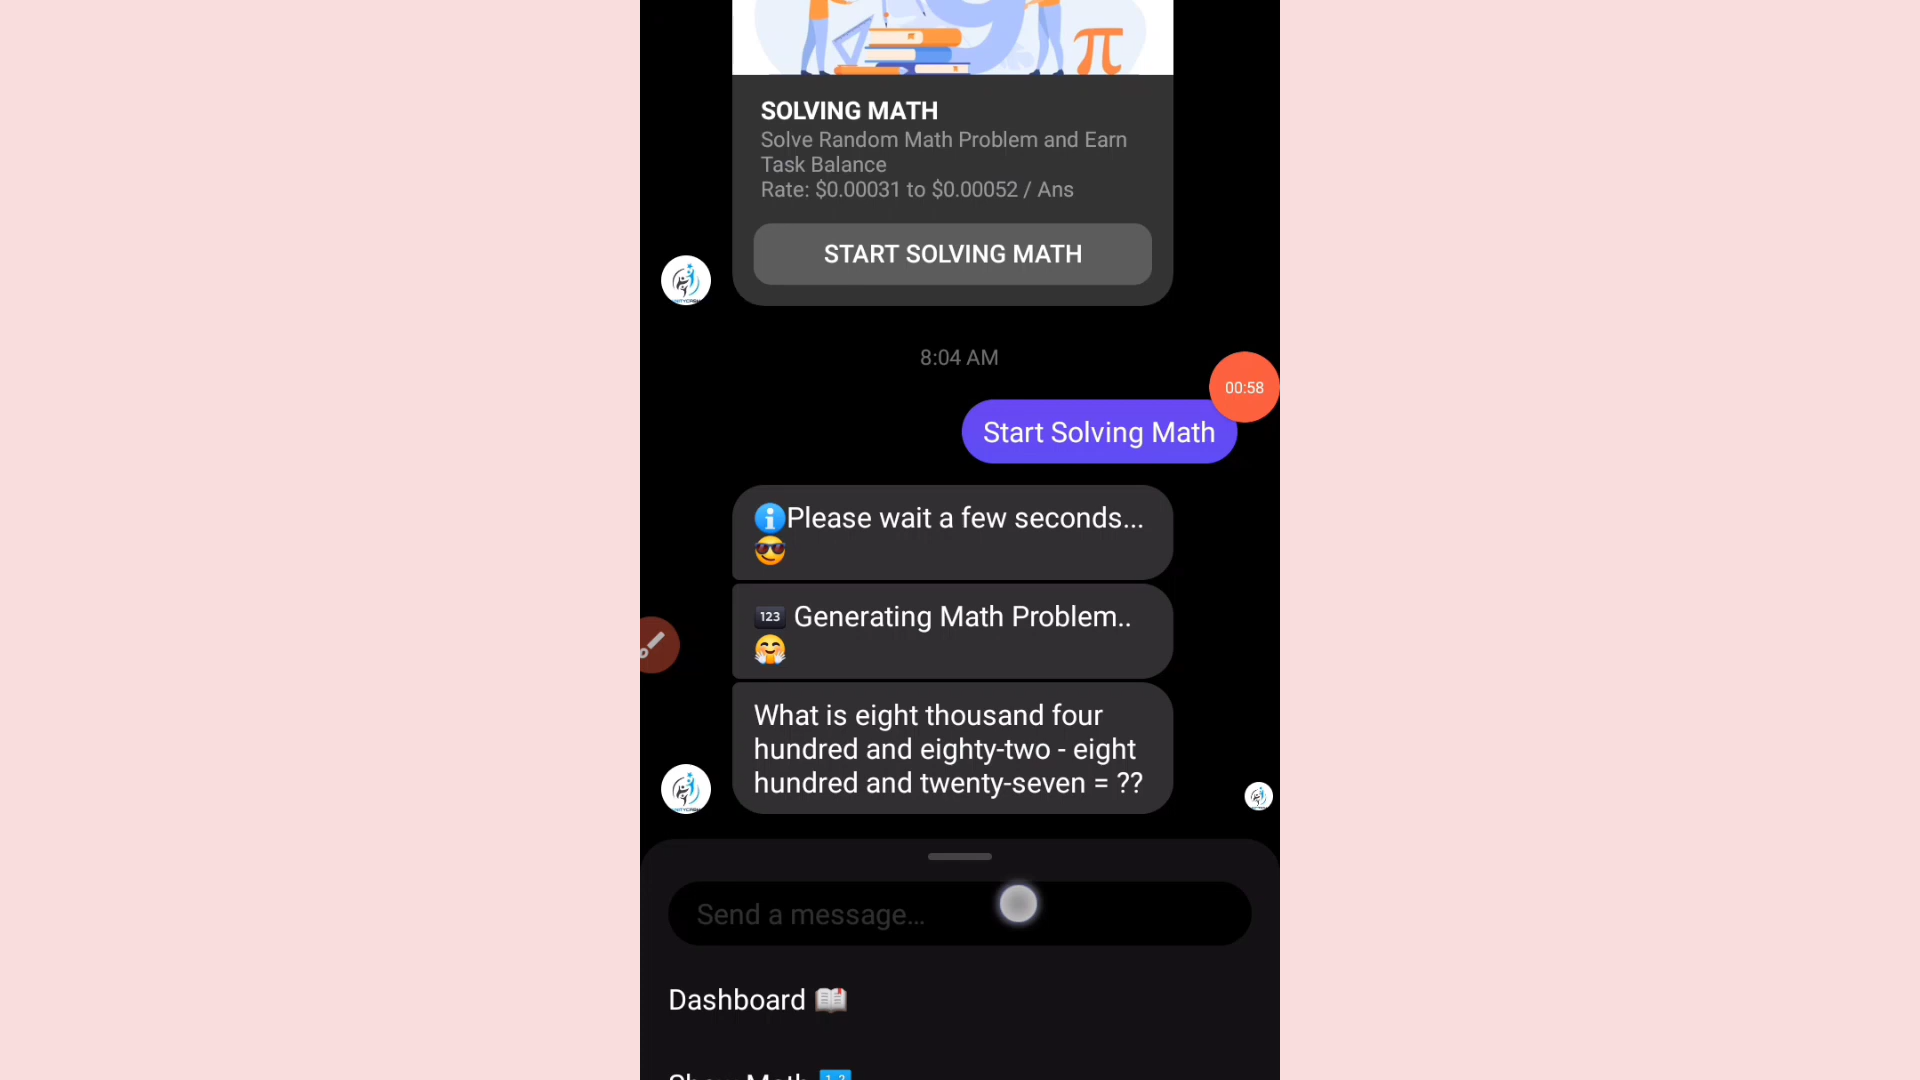 π
SOLVING MATH
Solve Random Math Problem and Earn
Task Balance
Rate: $0.00031 to $0.00052 / Ans
START SOLVING MATH
8:04 AM
00:58
Start Solving Math
Please wait a few seconds...
123 Generating Math Problem..
What is eight thousand four
hundred and eighty-two - eight
hundred and twenty-seven = ??
Send a message...
Dashboard